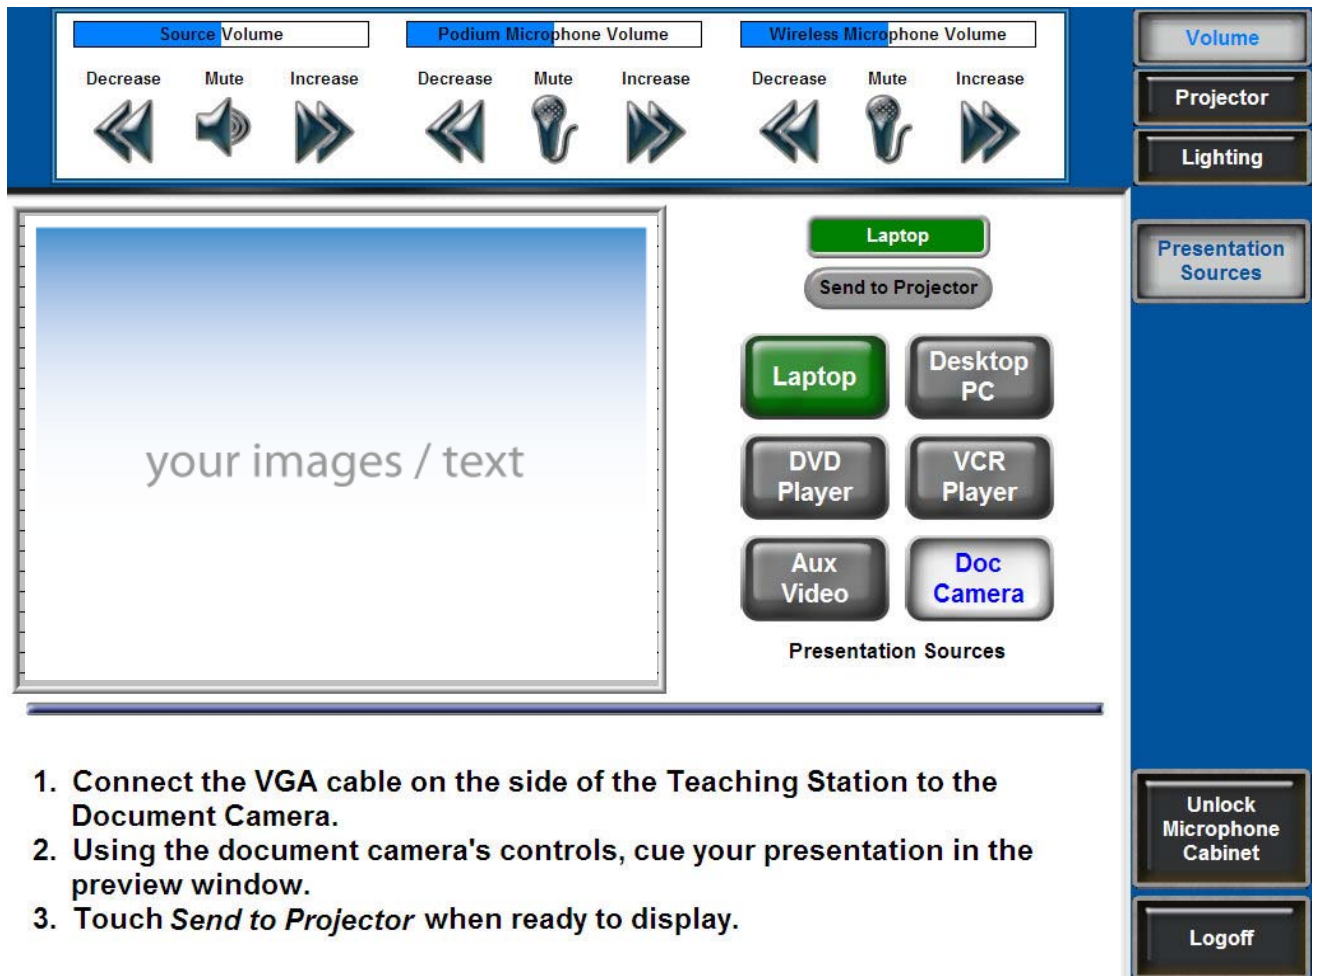 Source Volume
Podium Microphone Volume
Wireless Microphone Volume
Decrease Mute Increase
Decrease Mute Increase
Decrease Mute Increase
Volume
Projector
Lighting
Presentation
Sources
your images / text
Laptop
Send to Projector
Laptop
Desktop
PC
DVD
Player
VCR
Player
Aux
Video
Doc
Camera
Presentation Sources
1. Connect the VGA cable on the side of the Teaching Station to the
Document Camera.
2. Using the document camera's controls, cue your presentation in the
preview window.
3. Touch Send to Projector when ready to display.
Unlock
Microphone
Cabinet
Logoff